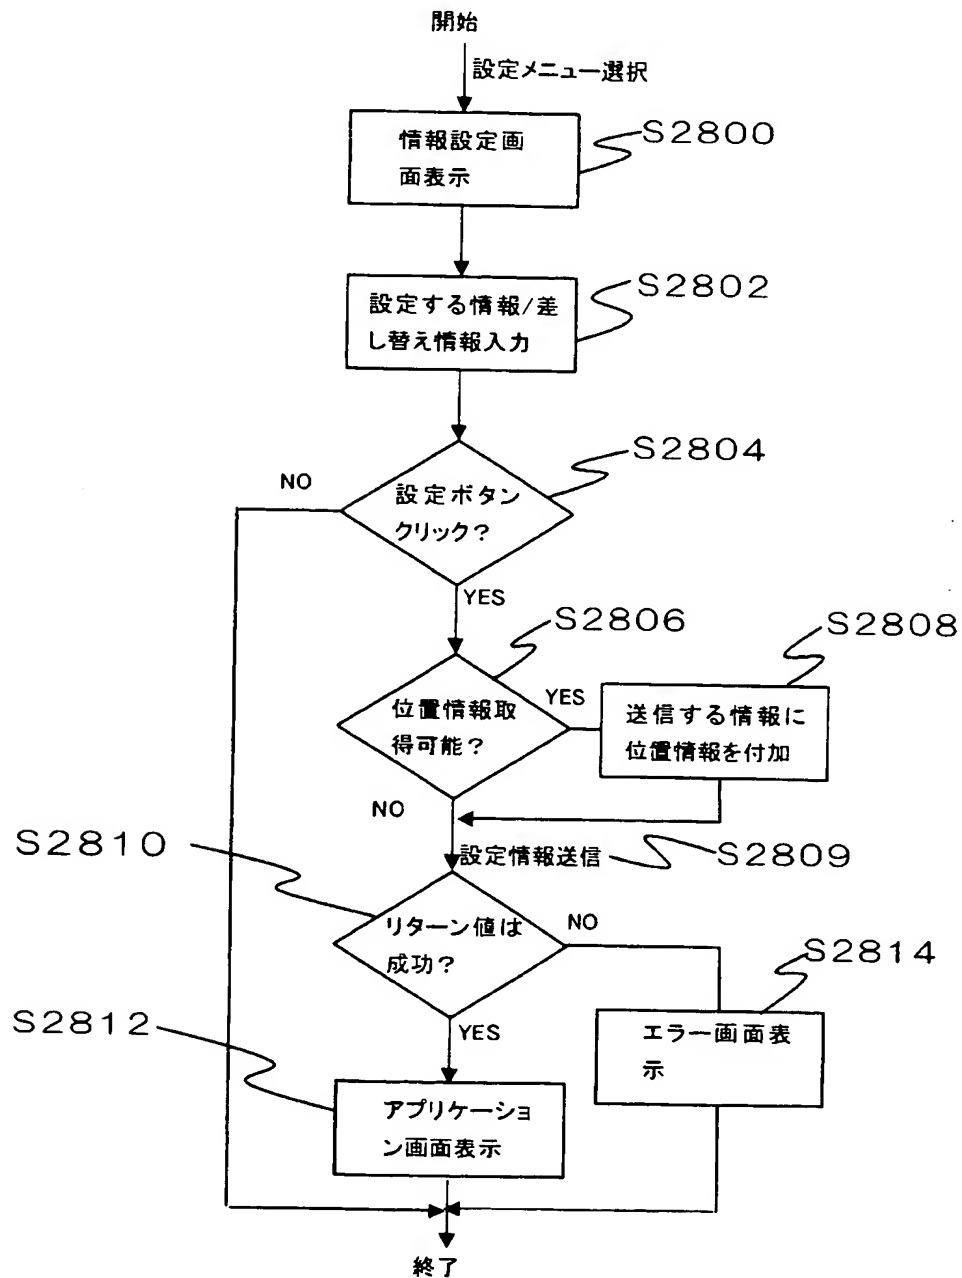 開始
設定メニュー選択
情報設定画
面表示
S2800
設定する情報/差
し替え情報入力
S2802
設定ボタン
クリック?
S2804
NO
YES
位置情報取
得可能?
S2806
YES
送信する情報に
位置情報を付加
S2808
NO
設定情報送信
S2809
S2810
リターン値は
成功?
NO
YES
エラー画面表
示
S2814
S2812
アプリケーショ
ン画面表示
終了